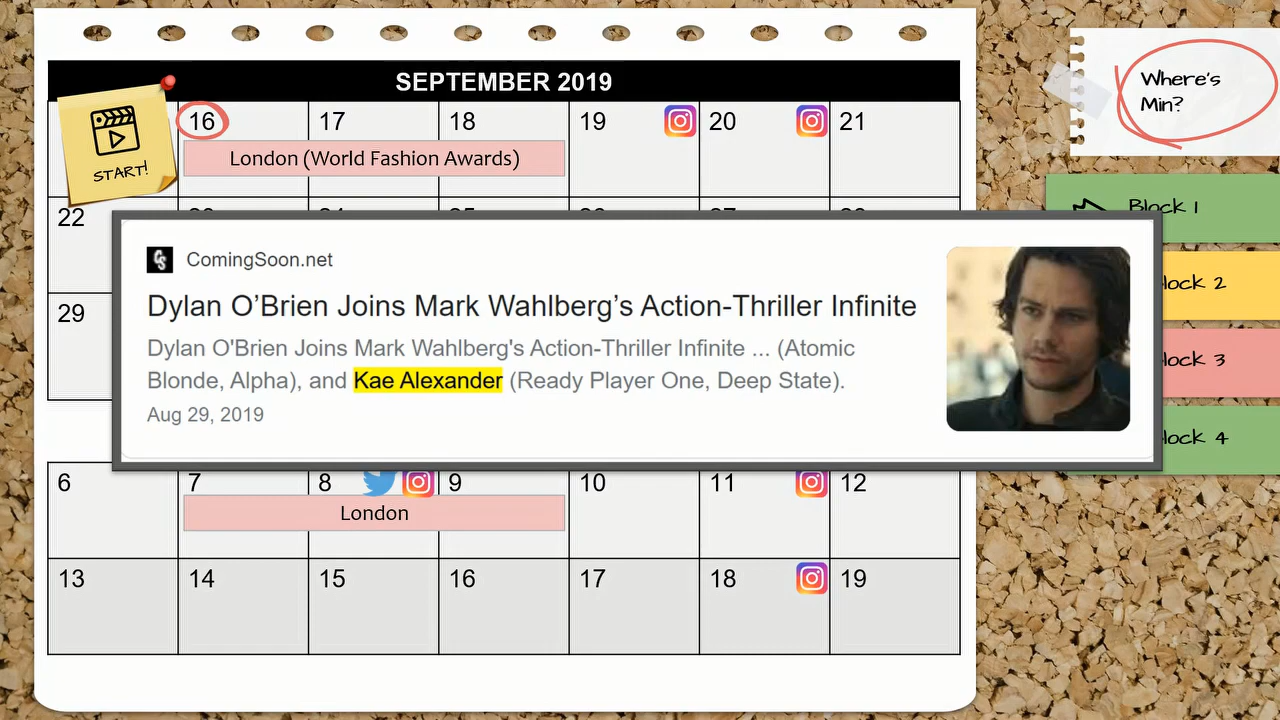 SEPTEMBER 2019
Where's
Min?
START!
16
17
18
19
20
21
London (World Fashion Awards)
22
Block 1
ComingSoon.net
Dylan O’Brien Joins Mark Wahlberg’s Action-Thriller Infinite
Dylan O'Brien Joins Mark Wahlberg's Action-Thriller Infinite ... (Atomic
Blonde, Alpha), and Kae Alexander (Ready Player One, Deep State).
Aug 29, 2019
lock 2
29
lock 3
lock 4
6
7
8
9
10
11
12
London
13
14
15
16
17
18
19